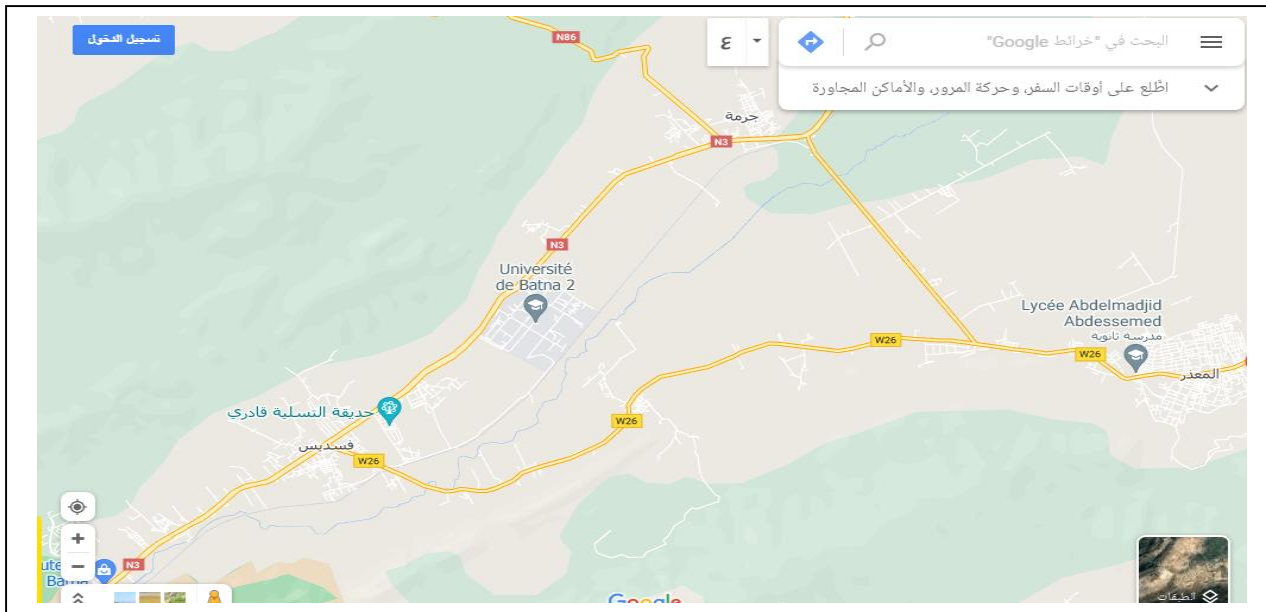 تسجيل الدخول
N86
ع
البحث في "خرائط Google"
اطَّلِع على أوقات السفر، وحركة المرور، والأماكن المجاورة
جرمة
N3
N3
Université
de Batna 2
Lycée Abdelmadjid
Abdessemed
مدرسة ثانوية
W26
W26
المعذر
حديقة التسلية قادري
W26
فسديس
W26
N3
Google
الطبقات